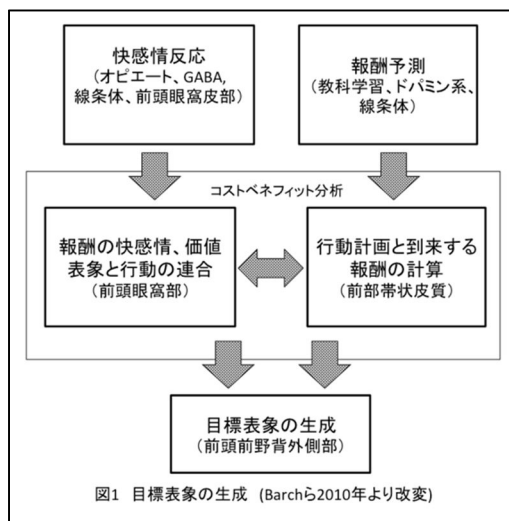 快感情反応
(オピエート、GABA,
線条体、前頭眼窩皮部)
報酬予測
(教科学習、ドパミン系、
線条体)
コストベネフィット分析
報酬の快感情、価値
表象と行動の連合
(前頭眼窩部)
行動計画と到来する
報酬の計算
(前部帯状皮質)
目標表象の生成
(前頭前野背外側部)
図1 目標表象の生成 (Barchら2010年より改変)